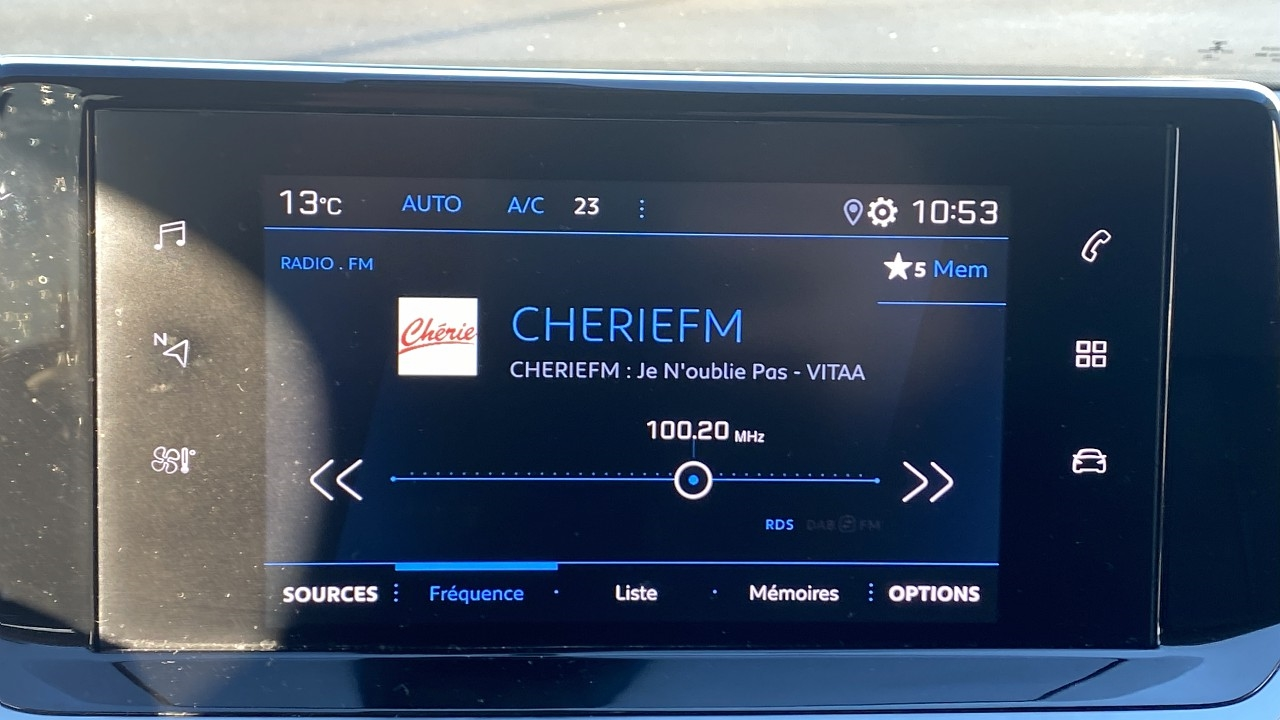 13°C AUTO A/C 23 10:53
RADIO . FM
5 Mem
Chérie
CHERIEFM
CHERIEFM : Je N'oublie Pas - VITAA
N
100.20 MHz
RDS DAB FM
SOURCES Fréquence Liste Mémoires OPTIONS